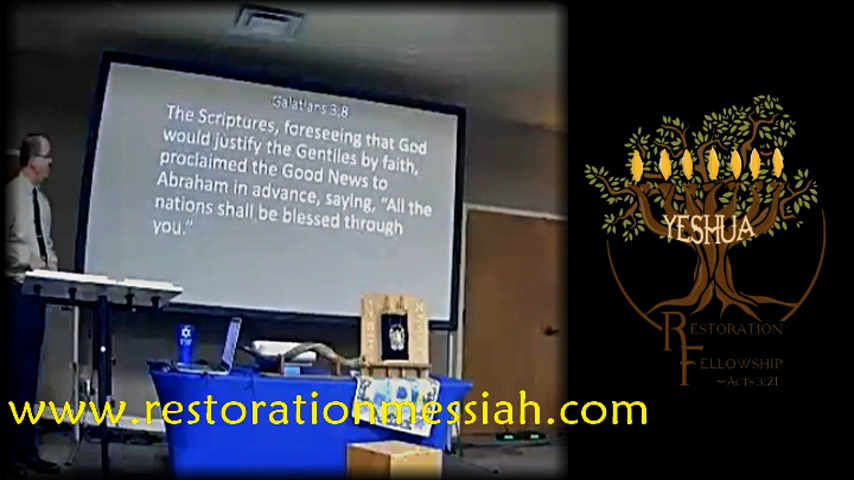 Galatians 3:8
The Scriptures, foreseeing that God
would justify the Gentiles by faith,
proclaimed the Good News to
Abraham in advance, saying, "All the
nations shall be blessed through
you."
YESHUA
RESTORATION
FELLOWSHIP
~ACTS 3:21
www.restorationmessiah.com